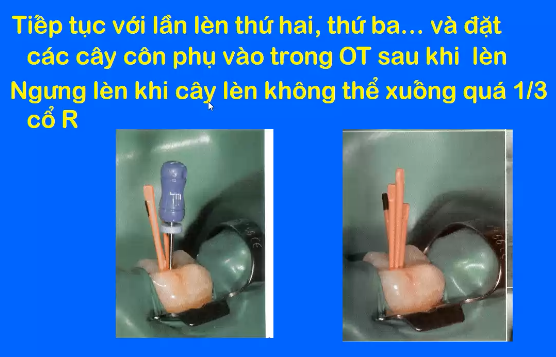 Tiếp tục với lần lèn thứ hai, thứ ba... và đặt
các cây côn phụ vào trong OT sau khi lèn
Ngưng lèn khi cây lèn không thể xuống quá 1/3
cổ R